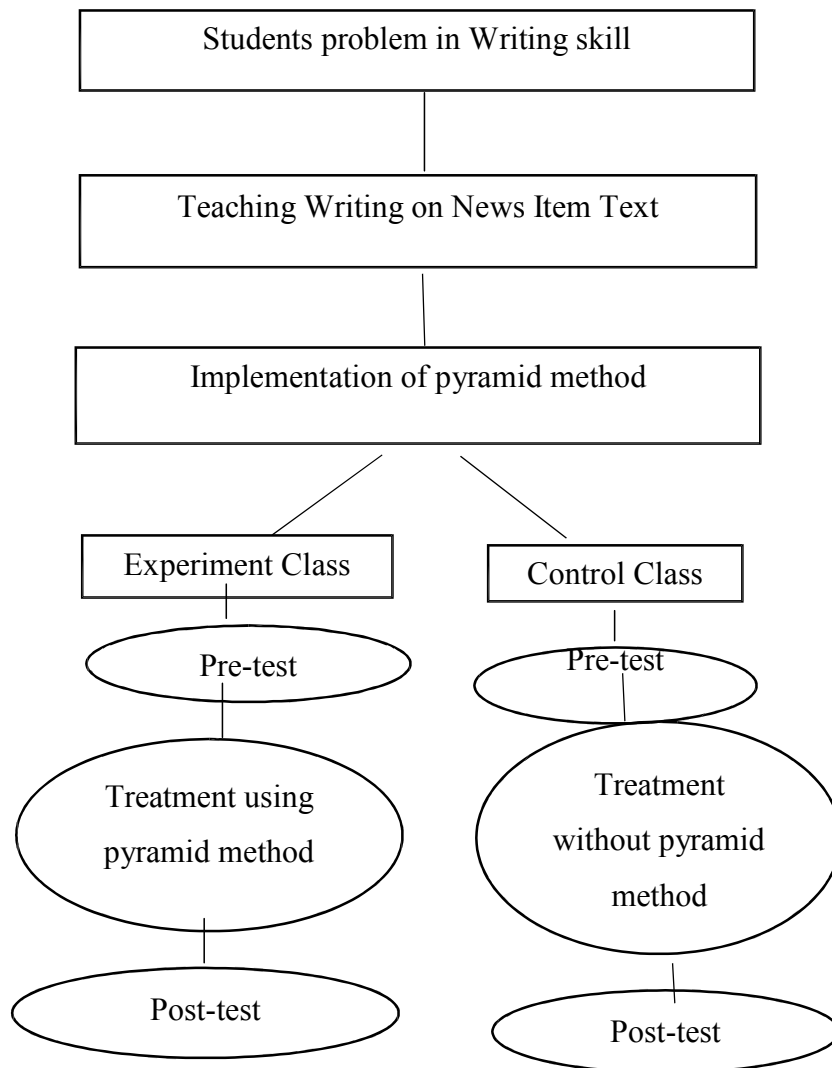 Students problem in Writing skill
Teaching Writing on News Item Text
Implementation of pyramid method
Experiment Class
Control Class
Pre-test
Pre-test
Treatment using
pyramid method
Treatment
without pyramid
method
Post-test
Post-test